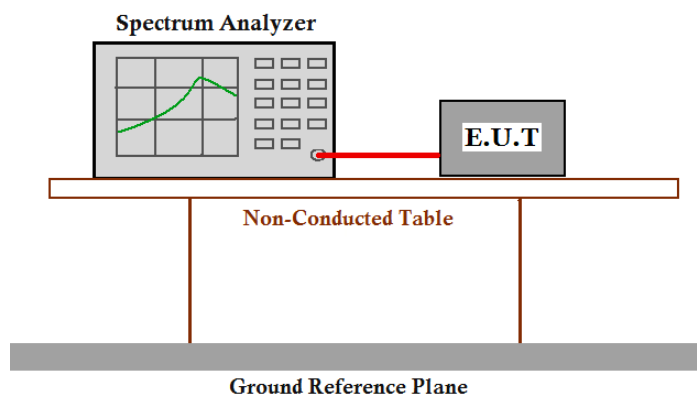 Spectrum Analyzer
E.U.T
Non-Conducted Table
Ground Reference Plane